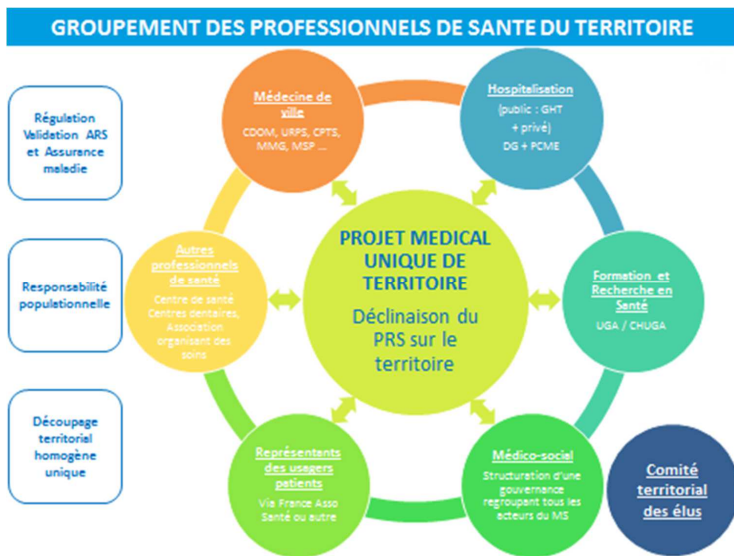 GROUPEMENT DES PROFESSIONNELS DE SANTE DU TERRITOIRE
Régulation
Validation ARS
et Assurance
maladie
Responsabilité
populationnelle
Découpage
territorial
homogène
unique
Médecine de
ville
CDOM, URPS, CPTS,
MMG, MSP ...
Hospitalisation
(public : GHT
+ privé)
DG + PCME
Autres
professionnels
de santé
Centre de santé
Centres dentaires,
Association
organisant des
soins
PROJET MEDICAL
UNIQUE DE
TERRITOIRE
Déclinaison du
PRS sur le
territoire
Formation et
Recherche en
Santé
UGA / CHUGA
Représentants
des usagers
patients
Via France Asso
Santé ou autre
Médico-social
Structuration d'une
gouvernance
regroupant tous les
acteurs du MS
Comité
territorial
des élus